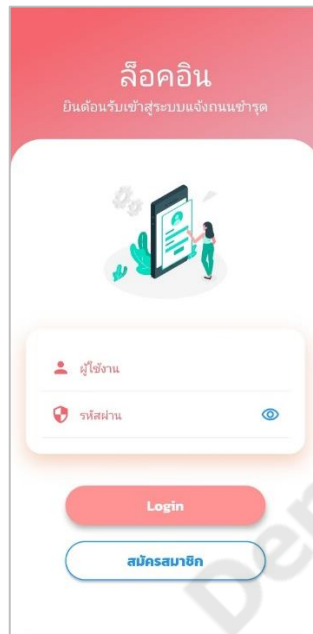 ล็อคอิน
ยินต้อนรับเข้าสู่ระบบแจ้งถนนชำรุด
ผู้ใช้งาน
รหัสผ่าน
Login
สมัครสมาชิก